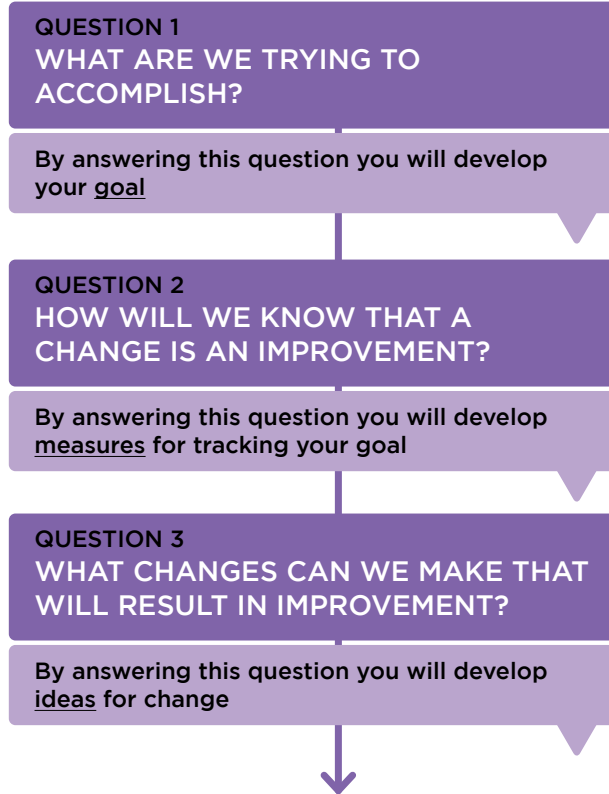 QUESTION 1
WHAT ARE WE TRYING TO
ACCOMPLISH?
By answering this question you will develop
your goal
QUESTION 2
HOW WILL WE KNOW THAT A
CHANGE IS AN IMPROVEMENT?
By answering this question you will develop
measures for tracking your goal
QUESTION 3
WHAT CHANGES CAN WE MAKE THAT
WILL RESULT IN IMPROVEMENT?
By answering this question you will develop
ideas for change